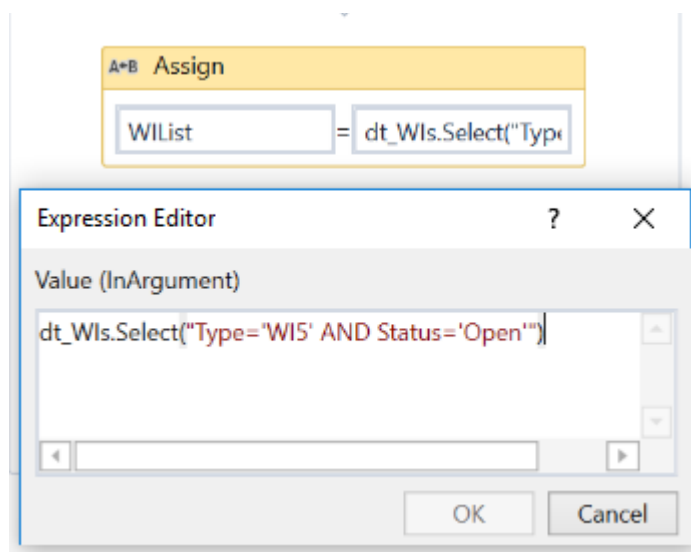 A←B Assign
WIList = dt_WIs.Select("Type
Expression Editor ? X
Value (InArgument)
dt_WIs.Select("Type='WI5' AND Status='Open'")
OK Cancel